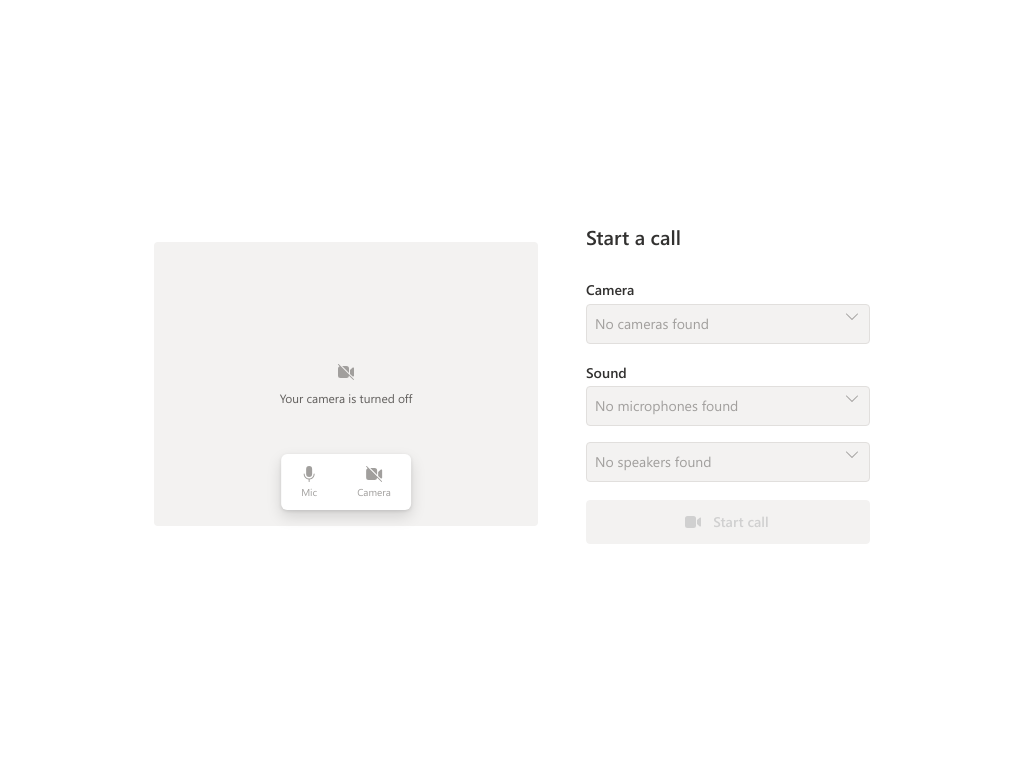 Start a call
Your camera is turned off
Mic
Camera
Camera
No cameras found
Sound
No microphones found
No speakers found
Start call